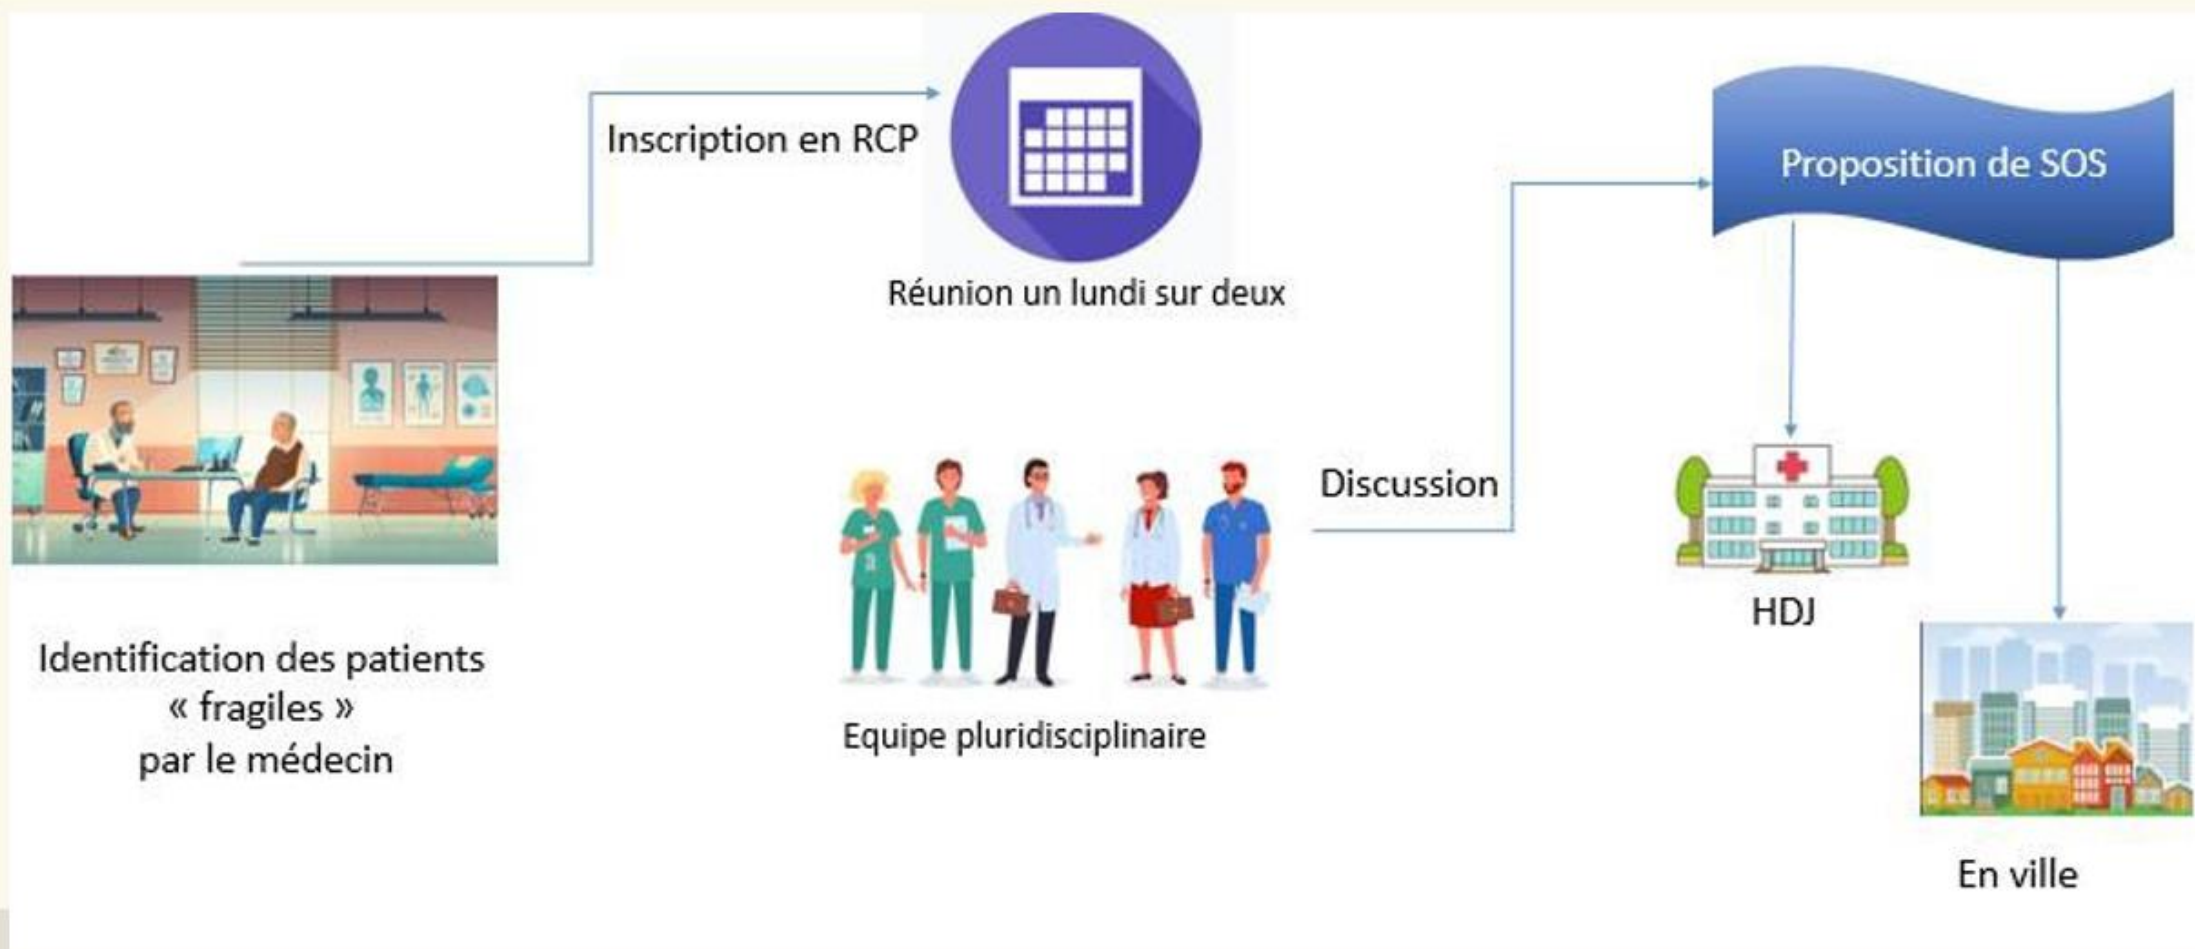 Inscription en RCP
Réunion un lundi sur deux
Identification des patients
« fragiles »
par le médecin
Equipe pluridisciplinaire
Discussion
Proposition de SOS
HDJ
En ville